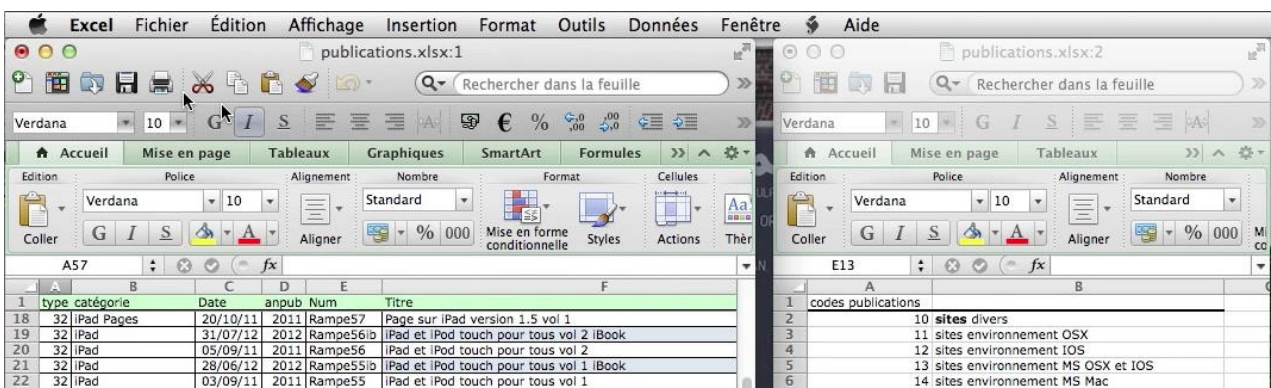 Excel Fichier Édition Affichage Insertion Format Outils Données Fenêtre Aide
publications.xlsx:1
Rechercher dans la feuille
Verdana 10 G I S € % ,0 ,00 ,00 ,0
Accueil Mise en page Tableaux Graphiques SmartArt Formules
Edition Police Alignement Nombre Format Cellules
Verdana 10 Standard
Coller G I S A Aligner % 000 Mise en forme conditionnelle Styles Actions Aa Thèr
A57 fx
A B C D E F
1 type catégorie Date anpub Num Titre
18 32 iPad Pages 20/10/11 2011 Rampe57 Page sur iPad version 1.5 vol 1
19 32 iPad 31/07/12 2012 Rampe56ib iPad et iPod touch pour tous vol 2 iBook
20 32 iPad 05/09/11 2011 Rampe56 iPad et iPod touch pour tous vol 2
21 32 iPad 28/06/12 2012 Rampe55ib iPad et iPod touch pour tous vol 1 iBook
22 32 iPad 03/09/11 2011 Rampe55 iPad et iPod touch pour tous vol 1
publications.xlsx:2
Rechercher dans la feuille
Verdana 10 G I S
Accueil Mise en page Tableaux
Edition Police Alignement Nombre
Verdana 10 Standard
Coller G I S A Aligner % 000
E13 fx
A B
1 codes publications
2 10 sites divers
3 11 sites environnement OSX
4 12 sites environnement IOS
5 13 sites environnement MS OSX et IOS
6 14 sites environnement MS Mac